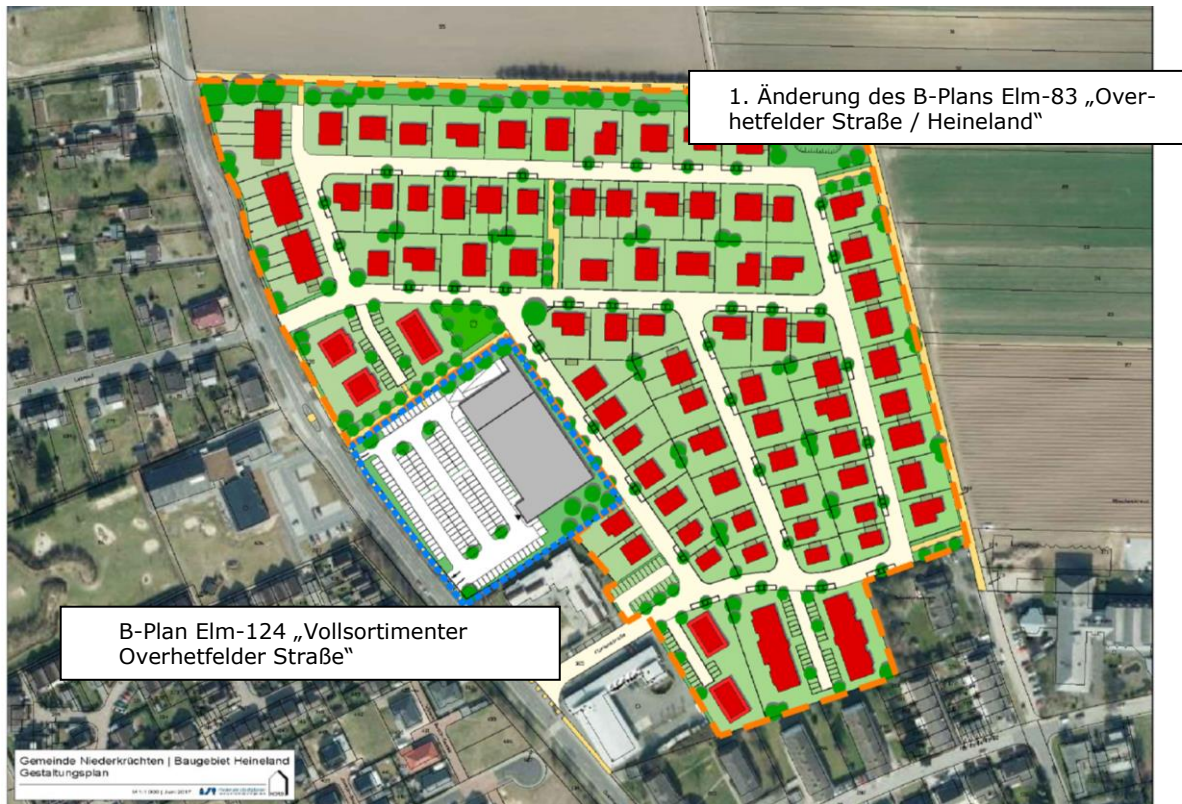 1. Änderung des B-Plans Elm-83 „Over-
hetfelder Straße / Heineland“
B-Plan Elm-124 „Vollsortimenter
Overhetfelder Straße“
Gemeinde Niederkrüchten | Baugebiet Heineland
Gestaltungsplan